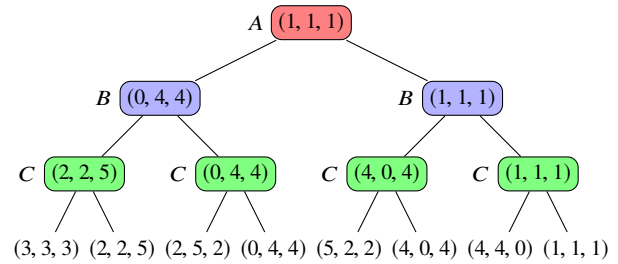 A (1, 1, 1)
B (0, 4, 4) B (1, 1, 1)
C (2, 2, 5) C (0, 4, 4) C (4, 0, 4) C (1, 1, 1)
(3, 3, 3) (2, 2, 5) (2, 5, 2) (0, 4, 4) (5, 2, 2) (4, 0, 4) (4, 4, 0) (1, 1, 1)